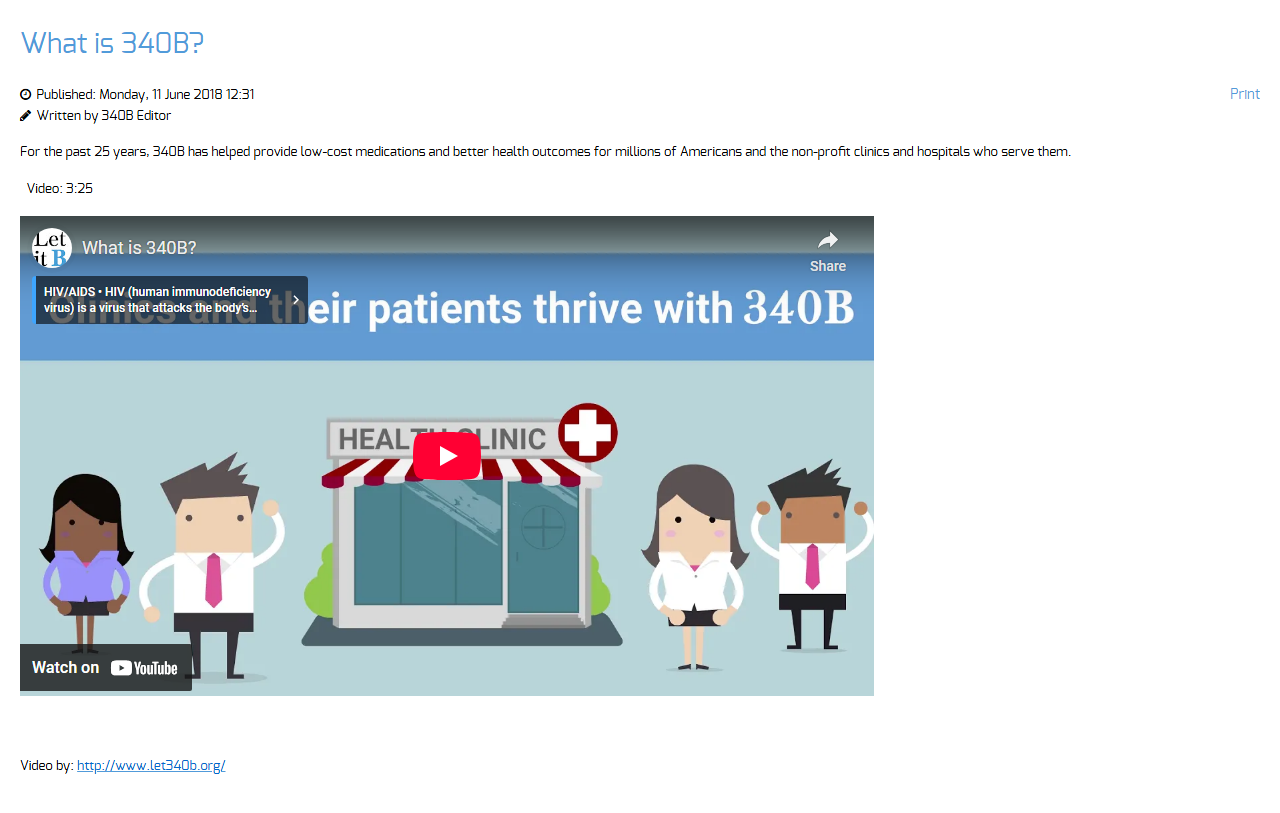 What is 340B?
Published: Monday, 11 June 2018 12:31
Print
Written by 340B Editor
For the past 25 years, 340B has helped provide low-cost medications and better health outcomes for millions of Americans and the non-profit clinics and hospitals who serve them.
Video: 3:25
Let
it B
What is 340B?
Share
HIV/AIDS • HIV (human immunodeficiency
virus) is a virus that attacks the body's...
Clinics and their patients thrive with 340B
HEALTH CLINIC
Watch on YouTube
Video by: http://www.let340b.org/